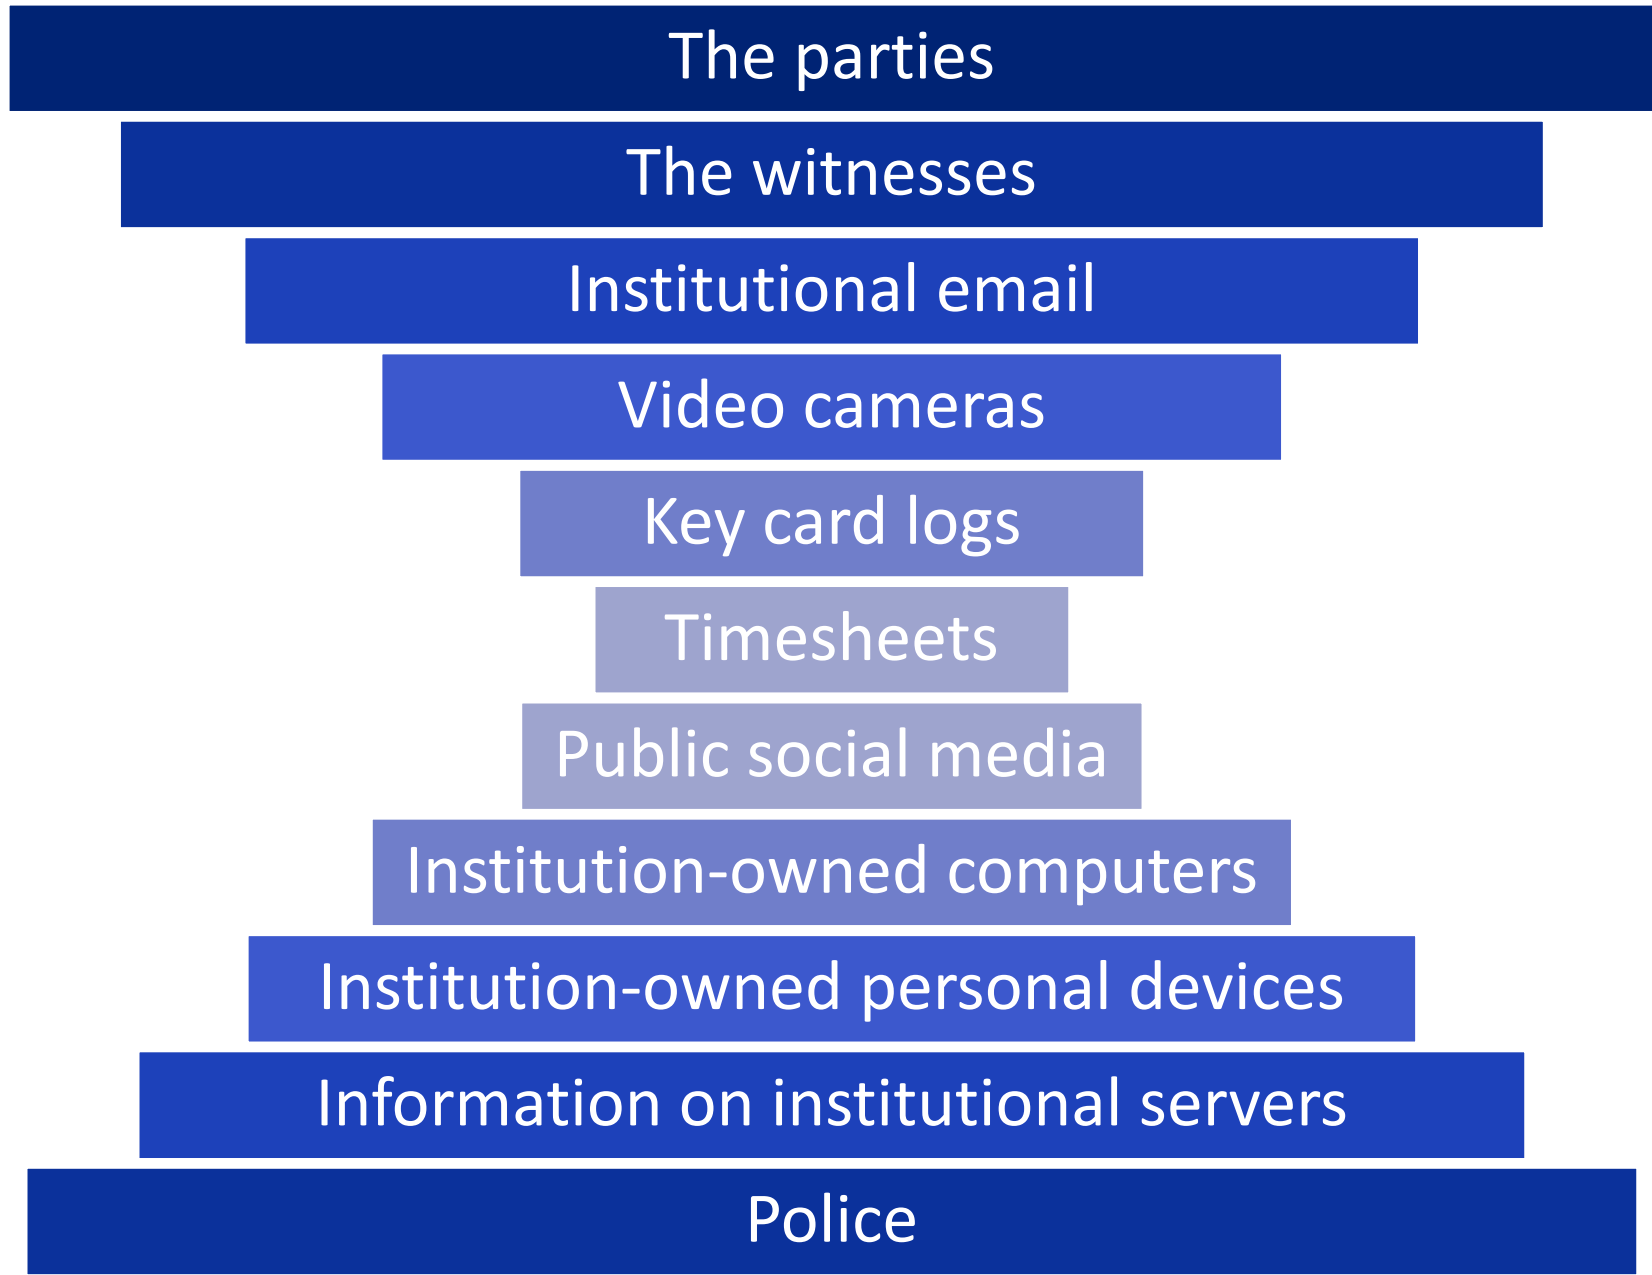 The parties
The witnesses
Institutional email
Video cameras
Key card logs
Timesheets
Public social media
Institution-owned computers
Institution-owned personal devices
Information on institutional servers
Police